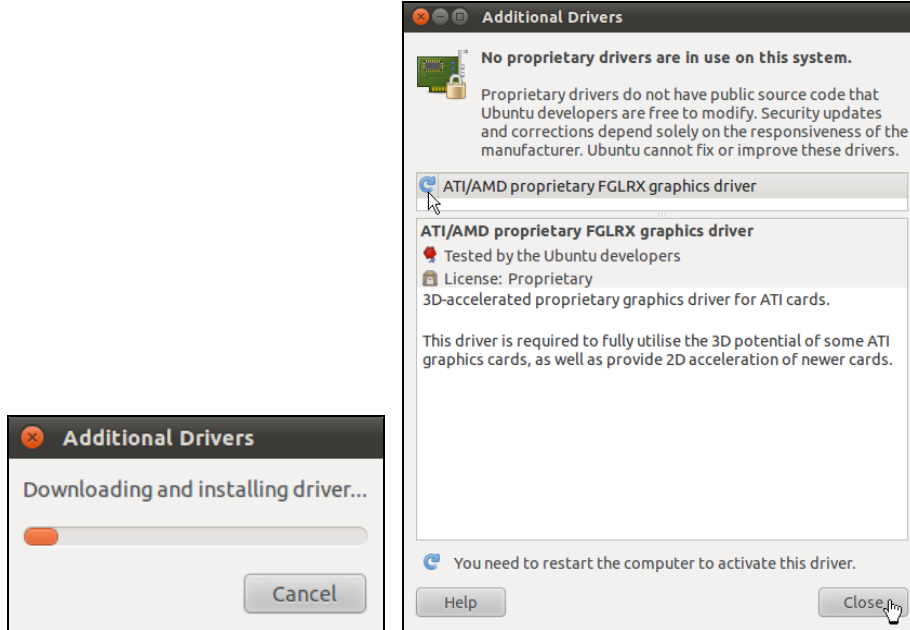 Additional Drivers
Downloading and installing driver...
Cancel
Additional Drivers
No proprietary drivers are in use on this system.
Proprietary drivers do not have public source code that
Ubuntu developers are free to modify. Security updates
and corrections depend solely on the responsiveness of the
manufacturer. Ubuntu cannot fix or improve these drivers.
ATI/AMD proprietary FGLRX graphics driver
ATI/AMD proprietary FGLRX graphics driver
Tested by the Ubuntu developers
License: Proprietary
3D-accelerated proprietary graphics driver for ATI cards.
This driver is required to fully utilise the 3D potential of some ATI
graphics cards, as well as provide 2D acceleration of newer cards.
You need to restart the computer to activate this driver.
Help
Close